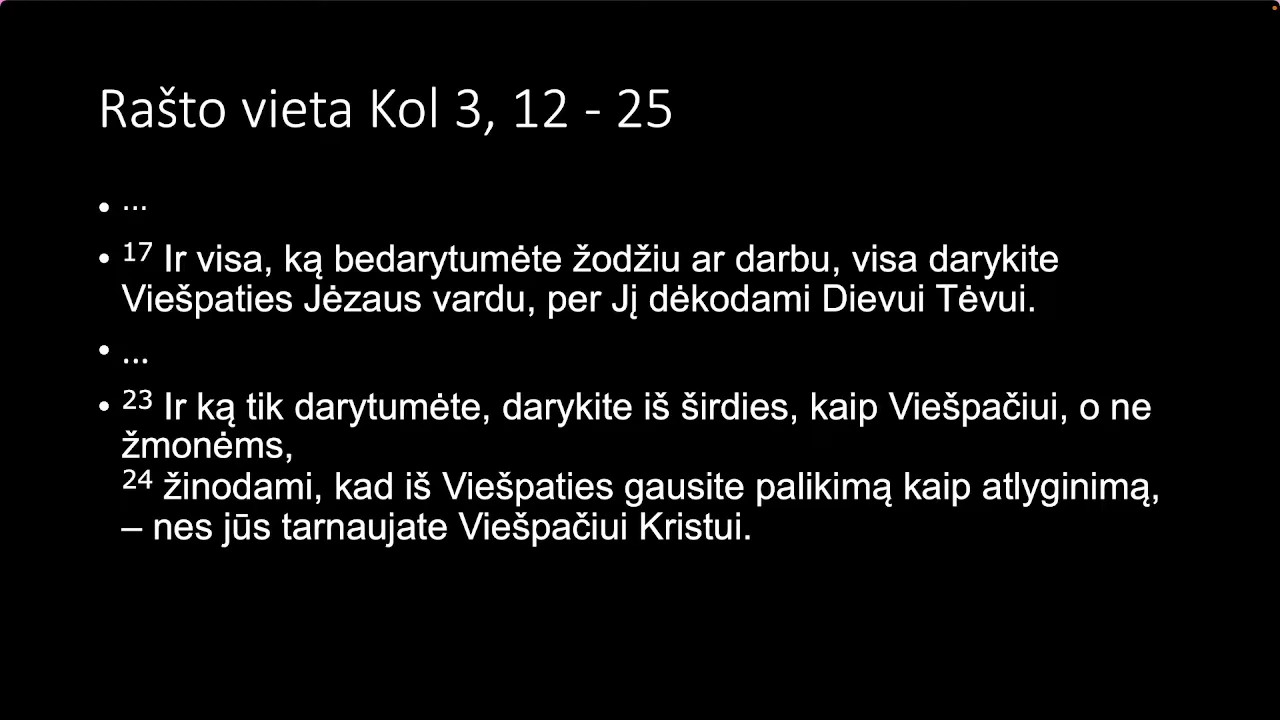 Rašto vieta Kol 3, 12 - 25
• ...
• 17 Ir visa, ką bedarytumėte žodžiu ar darbu, visa darykite
Viešpaties Jėzaus vardu, per Jį dėkodami Dievui Tėvui.
• ...
• 23 Ir ką tik darytumėte, darykite iš širdies, kaip Viešpačiui, o ne
žmonėms,
24 žinodami, kad iš Viešpaties gausite palikimą kaip atlyginimą,
– nes jūs tarnaujate Viešpačiui Kristui.